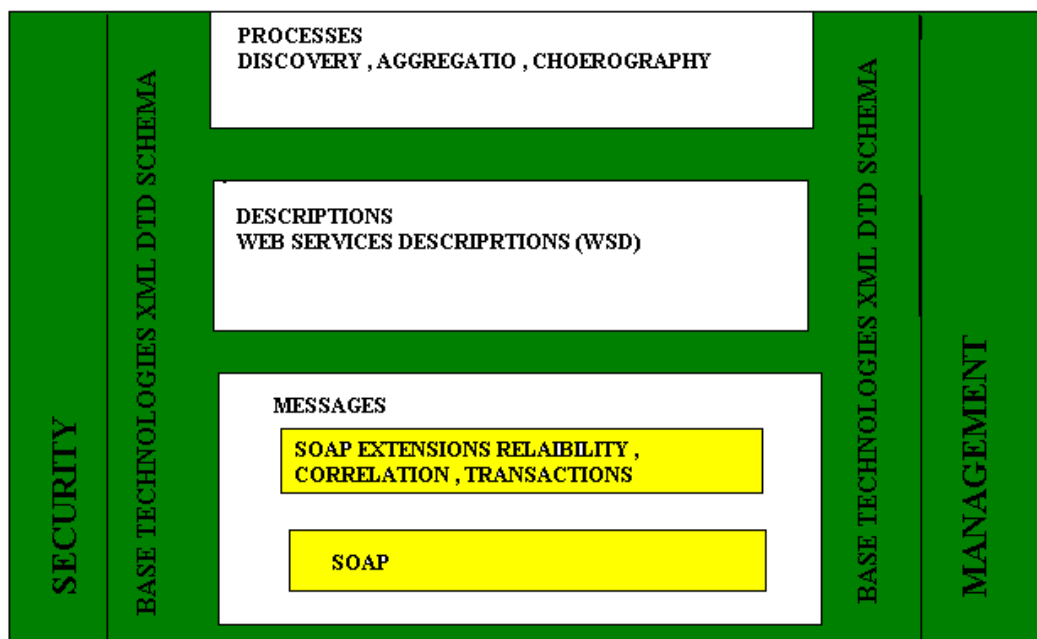 PROCESSES
DISCOVERY , AGGREGATIO , CHOEROGRAPHY
DESCRIPTIONS
WEB SERVICES DESCRIPRTIONS (WSD)
MESSAGES
SOAP EXTENSIONS RELAIBILITY ,
CORRELATION , TRANSACTIONS
SOAP
SECURITY
BASE TECHNOLOGIES XML DTD SCHEMA
BASE TECHNOLOGIES XML DTD SCHEMA
MANAGEMENT